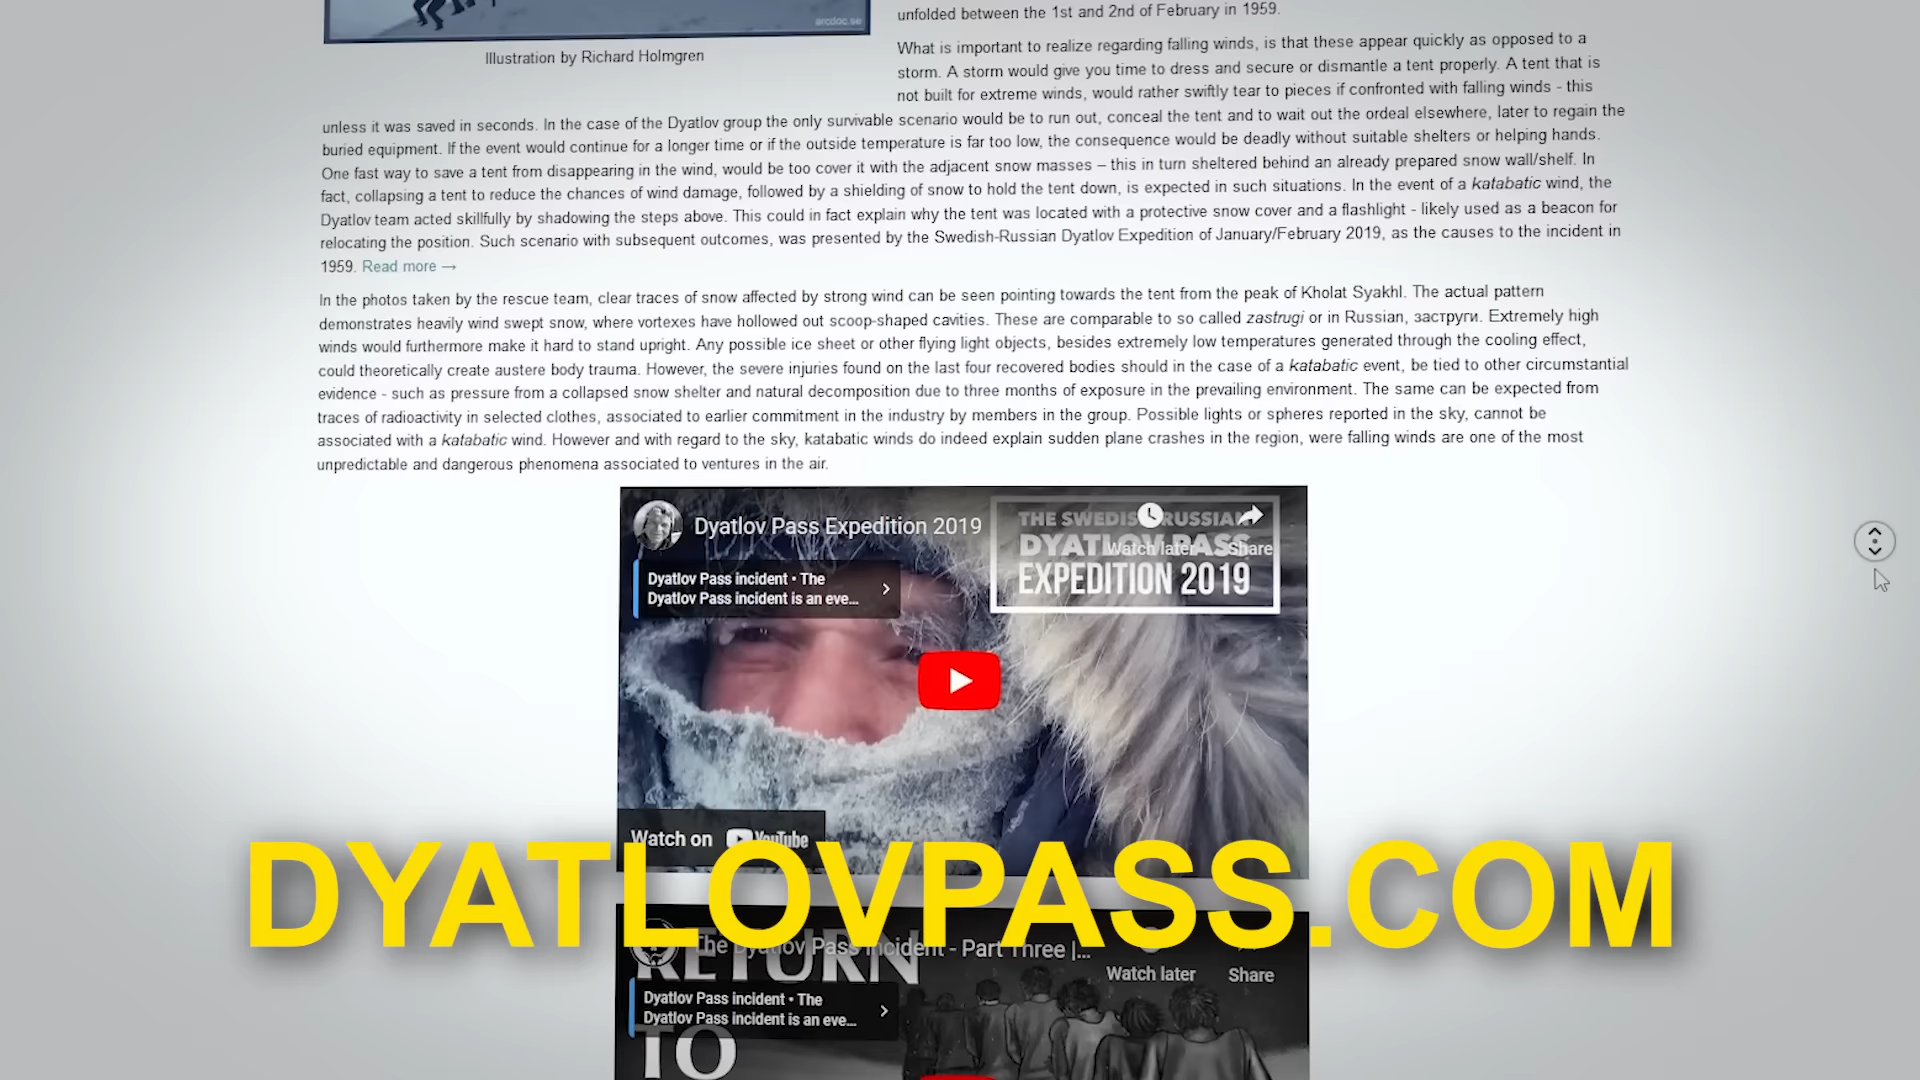 arcdoc.se
Illustration by Richard Holmgren
unfolded between the 1st and 2nd of February in 1959.
What is important to realize regarding falling winds, is that these appear quickly as opposed to a
storm. A storm would give you time to dress and secure or dismantle a tent properly. A tent that is
not built for extreme winds, would rather swiftly tear to pieces if confronted with falling winds - this
unless it was saved in seconds. In the case of the Dyatlov group the only survivable scenario would be to run out, conceal the tent and to wait out the ordeal elsewhere, later to regain the
buried equipment. If the event would continue for a longer time or if the outside temperature is far too low, the consequence would be deadly without suitable shelters or helping hands.
One fast way to save a tent from disappearing in the wind, would be too cover it with the adjacent snow masses – this in turn sheltered behind an already prepared snow wall/shelf. In
fact, collapsing a tent to reduce the chances of wind damage, followed by a shielding of snow to hold the tent down, is expected in such situations. In the event of a katabatic wind, the
Dyatlov team acted skillfully by shadowing the steps above. This could in fact explain why the tent was located with a protective snow cover and a flashlight - likely used as a beacon for
relocating the position. Such scenario with subsequent outcomes, was presented by the Swedish-Russian Dyatlov Expedition of January/February 2019, as the causes to the incident in
1959. Read more →
In the photos taken by the rescue team, clear traces of snow affected by strong wind can be seen pointing towards the tent from the peak of Kholat Syakhl. The actual pattern
demonstrates heavily wind swept snow, where vortexes have hollowed out scoop-shaped cavities. These are comparable to so called zastrugi or in Russian, заструги. Extremely high
winds would furthermore make it hard to stand upright. Any possible ice sheet or other flying light objects, besides extremely low temperatures generated through the cooling effect,
could theoretically create austere body trauma. However, the severe injuries found on the last four recovered bodies should in the case of a katabatic event, be tied to other circumstantial
evidence - such as pressure from a collapsed snow shelter and natural decomposition due to three months of exposure in the prevailing environment. The same can be expected from
traces of radioactivity in selected clothes, associated to earlier commitment in the industry by members in the group. Possible lights or spheres reported in the sky, cannot be
associated with a katabatic wind. However and with regard to the sky, katabatic winds do indeed explain sudden plane crashes in the region, were falling winds are one of the most
unpredictable and dangerous phenomena associated to ventures in the air.
Dyatlov Pass Expedition 2019
THE SWEDISH RUSSIAN
DYATLOV PASS
EXPEDITION 2019
Watch later
Share
Dyatlov Pass incident • The
Dyatlov Pass incident is an eve...
Watch on YouTube
DYATLOVPASS.COM
The Dyatlov Pass Incident - Part Three |...
RETURN
TO
Watch later
Share
Dyatlov Pass incident • The
Dyatlov Pass incident is an eve...